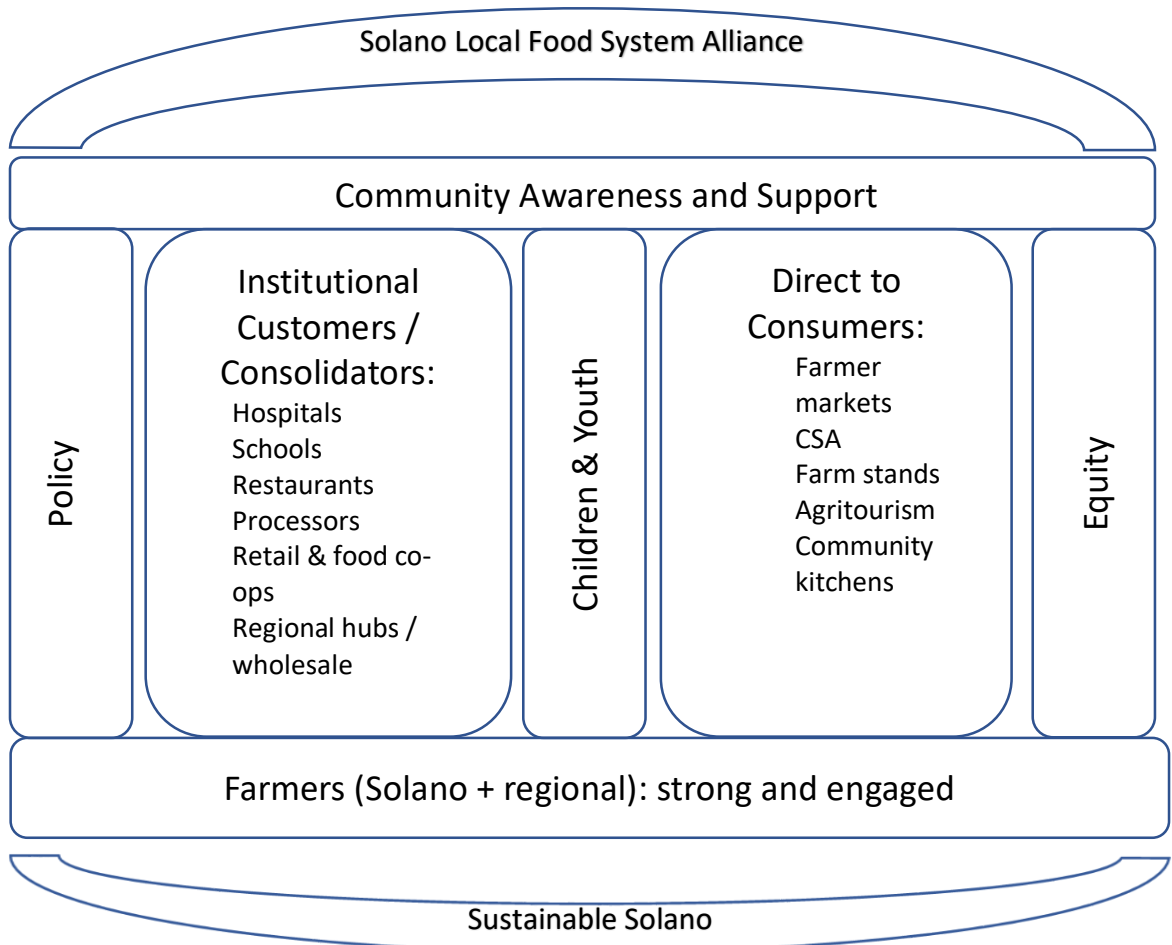 Solano Local Food System Alliance
Community Awareness and Support
Policy
Institutional
Customers /
Consolidators:
Hospitals
Schools
Restaurants
Processors
Retail & food co-
ops
Regional hubs /
wholesale
Children & Youth
Direct to
Consumers:
Farmer
markets
CSA
Farm stands
Agritourism
Community
kitchens
Equity
Farmers (Solano + regional): strong and engaged
Sustainable Solano